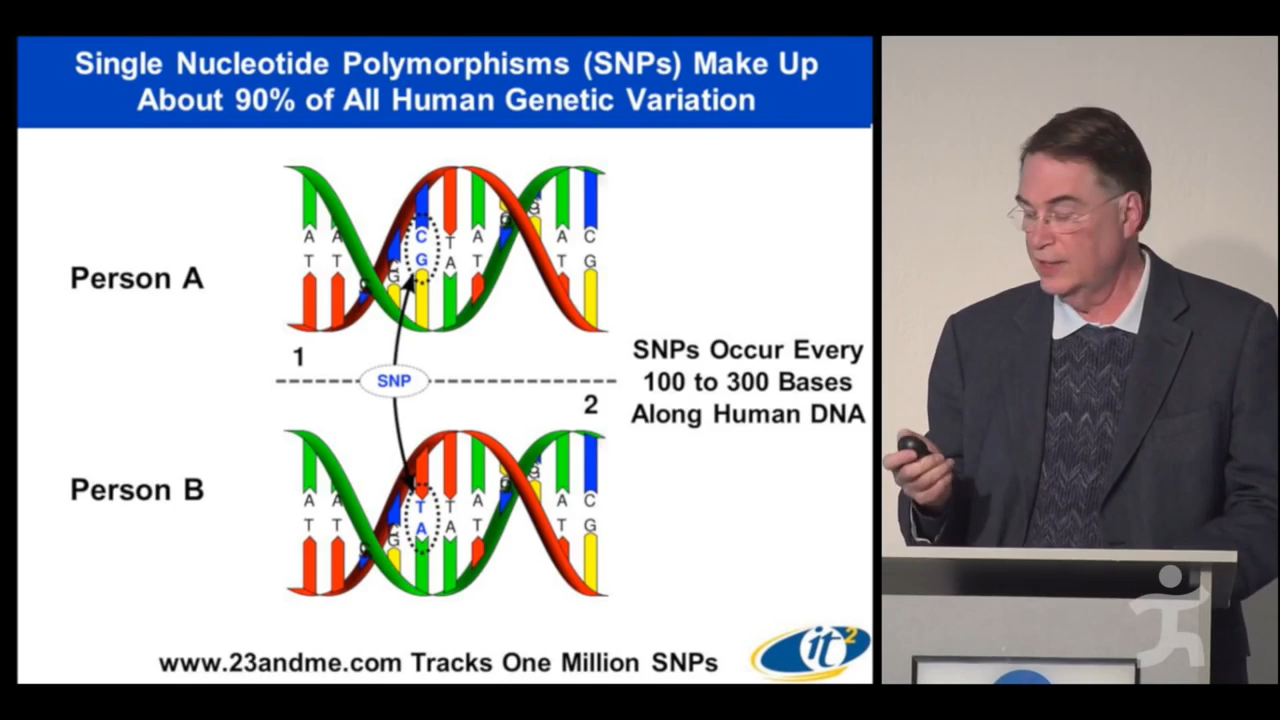 Single Nucleotide Polymorphisms (SNPs) Make Up
About 90% of All Human Genetic Variation
A A C T A G A C
T T G G A T T G
Person A
1
SNP
2
SNPs Occur Every
100 to 300 Bases
Along Human DNA
Person B
A A T T A G A C
T T G A A T T G
www.23andme.com Tracks One Million SNPs
it2